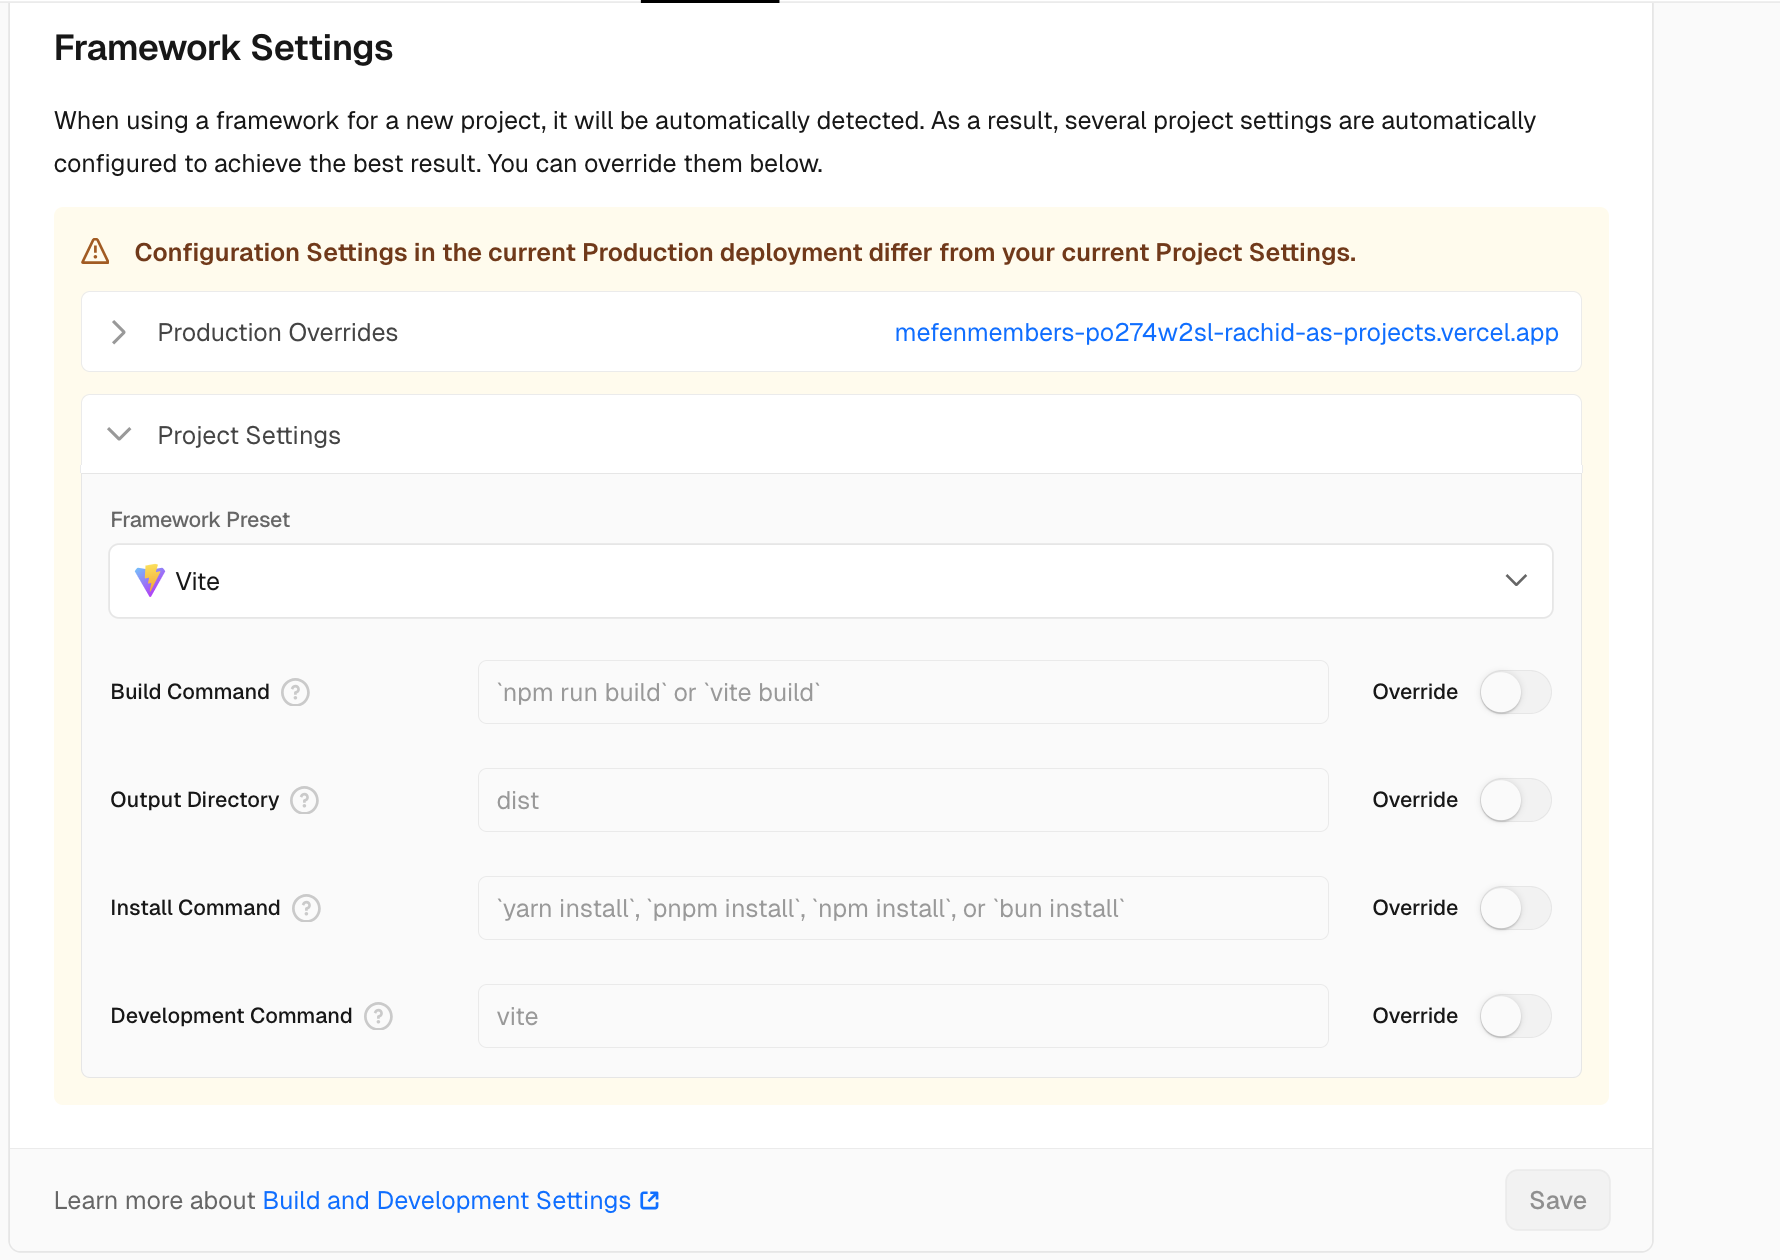 Framework Settings
When using a framework for a new project, it will be automatically detected. As a result, several project settings are automatically
configured to achieve the best result. You can override them below.
Configuration Settings in the current Production deployment differ from your current Project Settings.
Production Overrides mefenmembers-po274w2sl-rachid-as-projects.vercel.app
Project Settings
Framework Preset
Vite
Build Command ? `npm run build` or `vite build` Override
Output Directory ? dist Override
Install Command ? `yarn install`, `pnpm install`, `npm install`, or `bun install` Override
Development Command ? vite Override
Learn more about Build and Development Settings Save